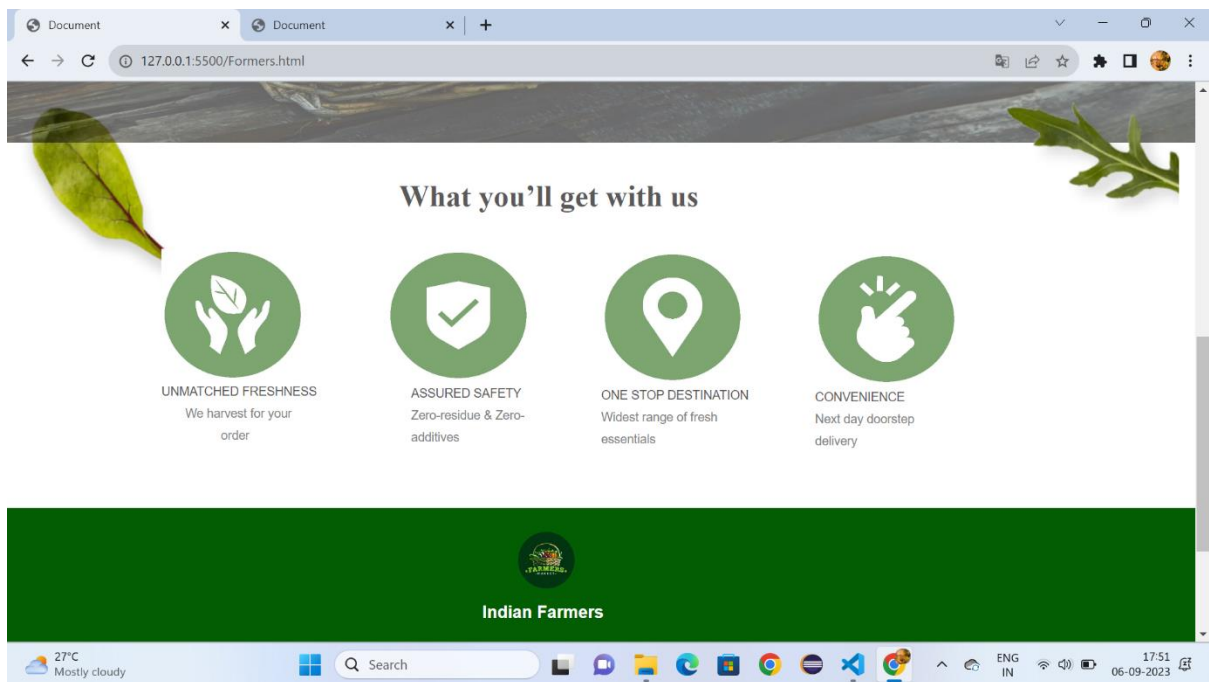 Document
Document
127.0.0.1:5500/Formers.html
What you’ll get with us
UNMATCHED FRESHNESS
We harvest for your
order
ASSURED SAFETY
Zero-residue & Zero-
additives
ONE STOP DESTINATION
Widest range of fresh
essentials
CONVENIENCE
Next day doorstep
delivery
FARMERS
Indian Farmers
27°C
Mostly cloudy
Search
ENG
IN
17:51
06-09-2023